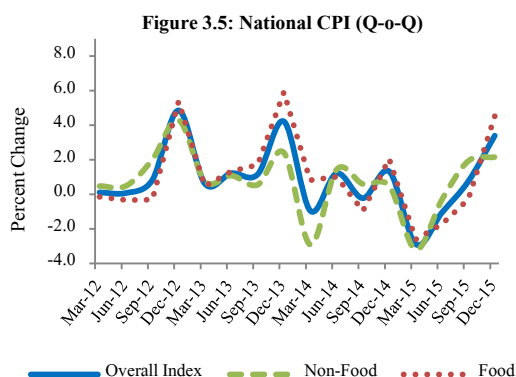 Figure 3.5: National CPI (Q-o-Q)
Percent Change
8.0
6.0
4.0
2.0
0.0
-2.0
-4.0
Mar-12
Jun-12
Sep-12
Dec-12
Mar-13
Jun-13
Sep-13
Dec-13
Mar-14
Jun-14
Sep-14
Dec-14
Mar-15
Jun-15
Sep-15
Dec-15
Overall Index Non-Food Food